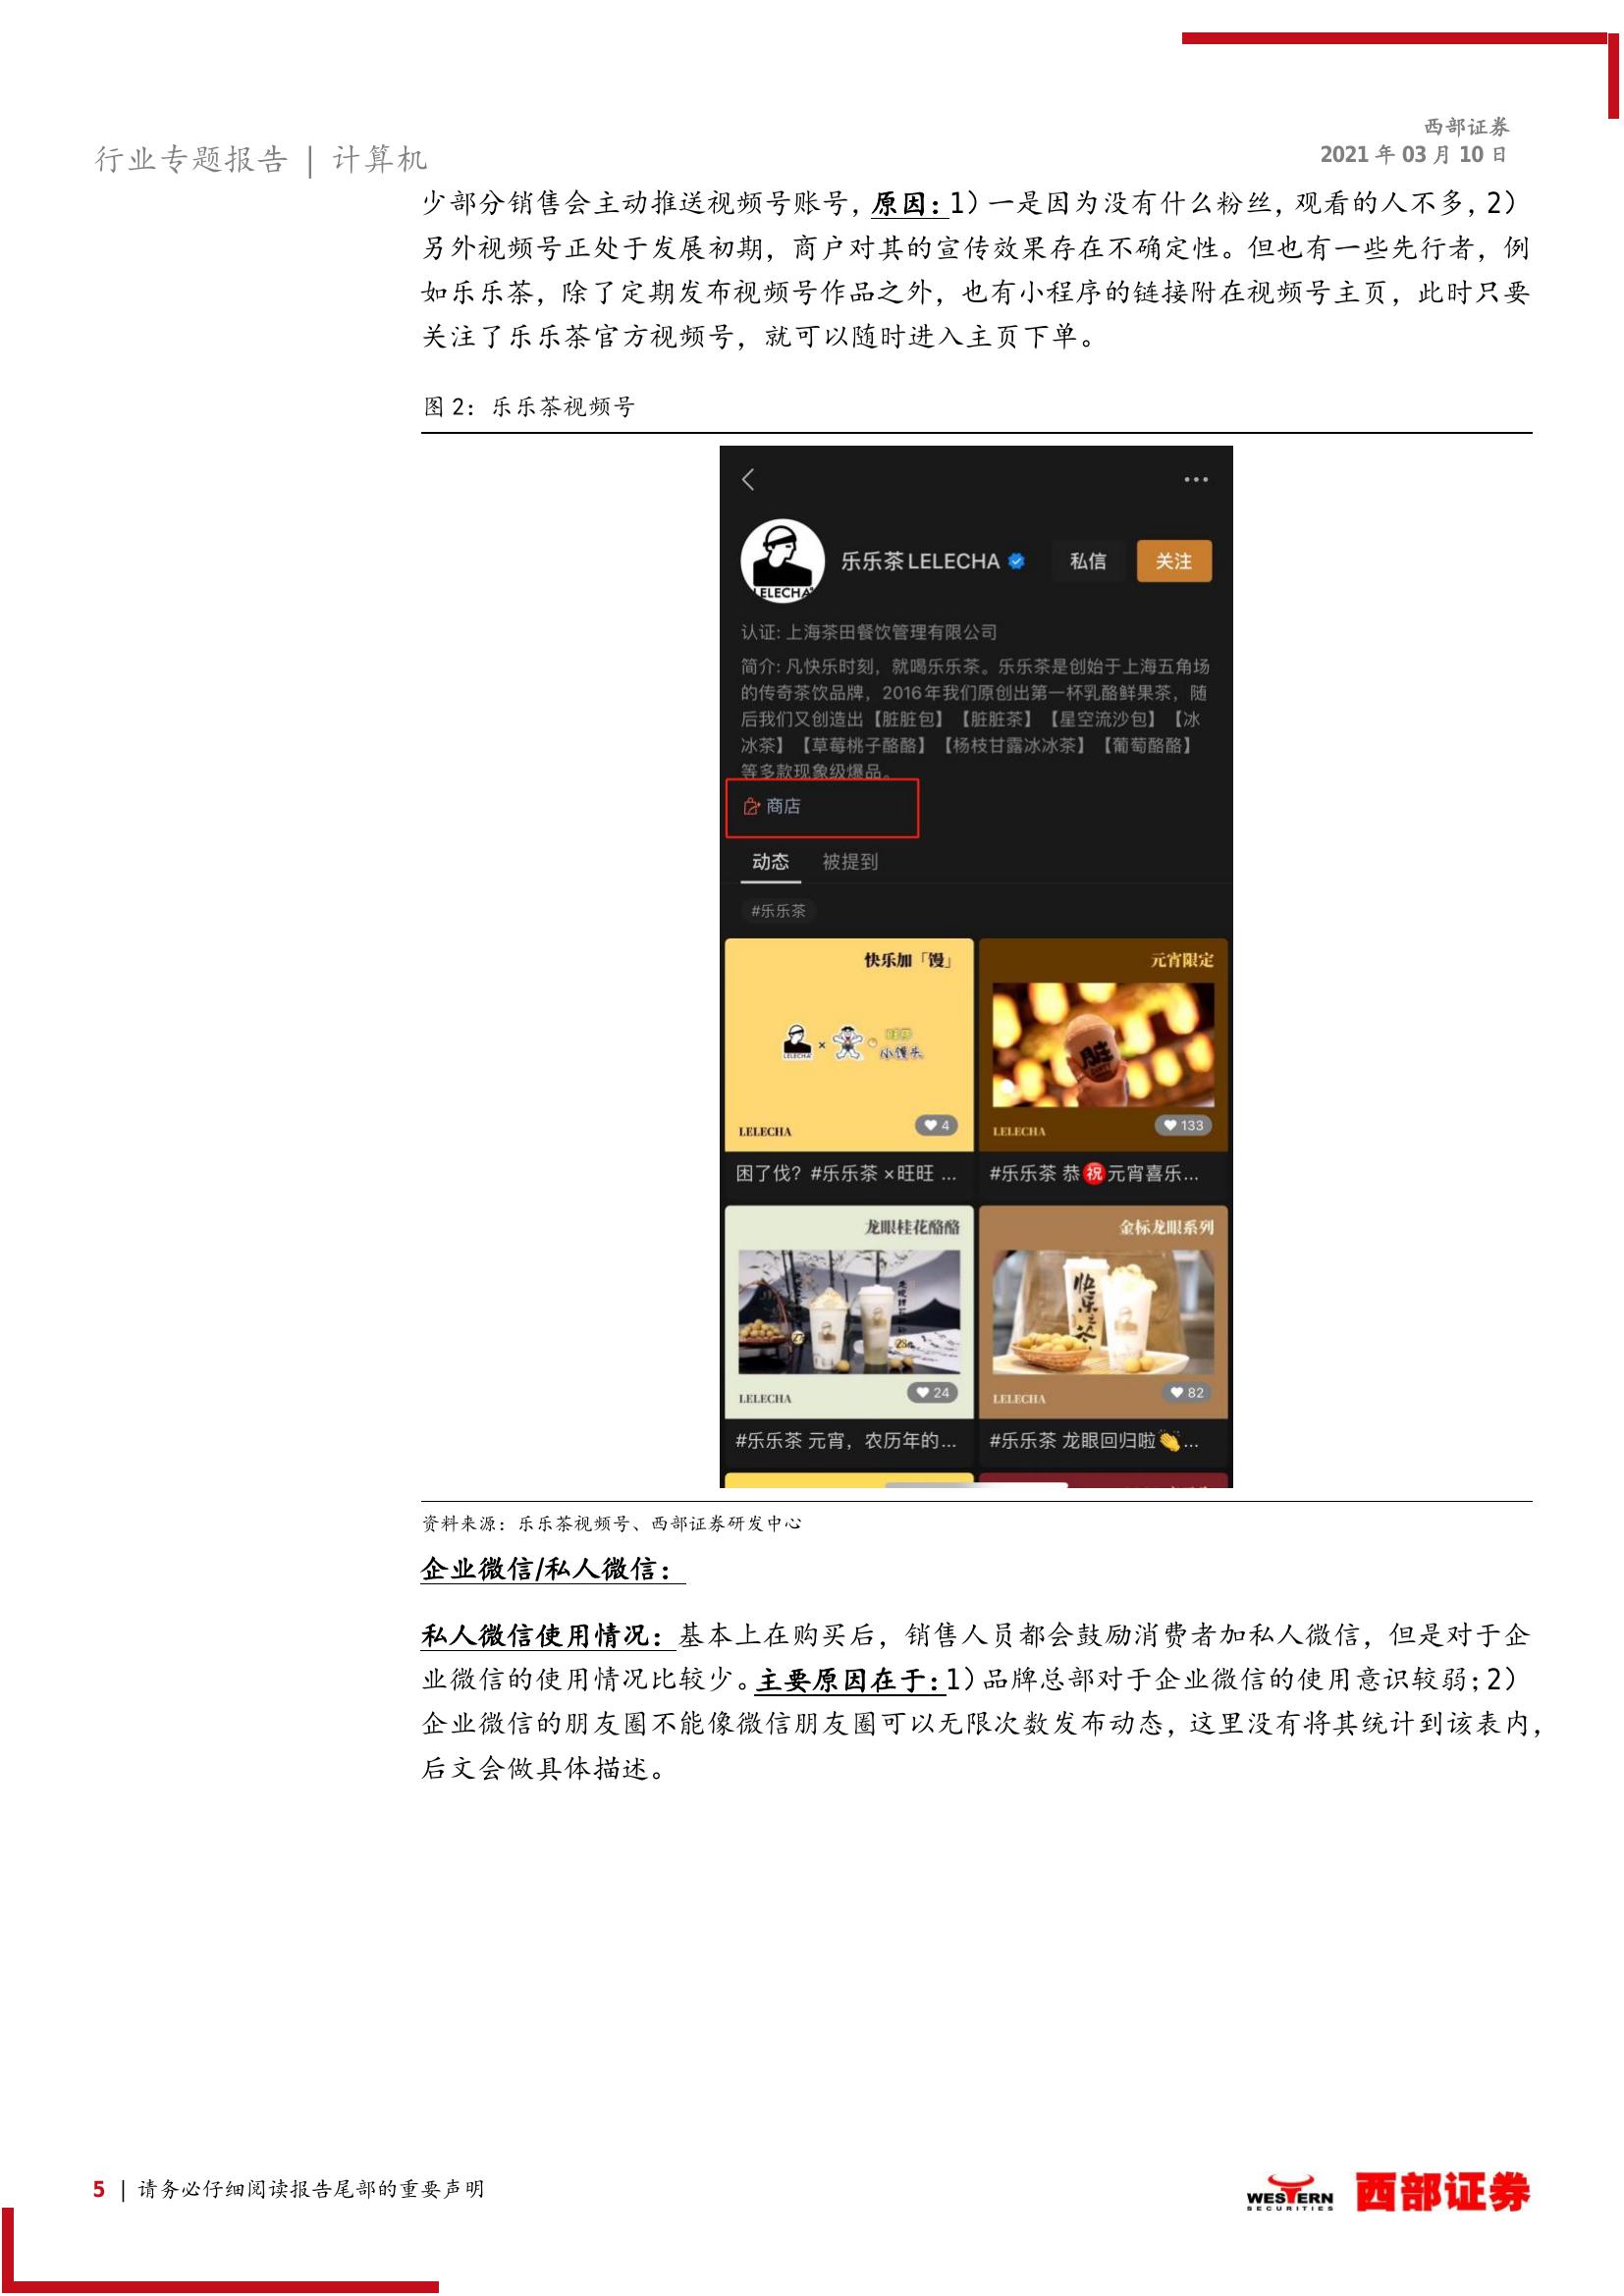 西部证券
2021 年 03 月 10 日
行业专题报告 | 计算机
少部分销售会主动推送视频号账号，原因：1）一是因为没有什么粉丝，观看的人不多，2）
另外视频号正处于发展初期，商户对其的宣传效果存在不确定性。但也有一些先行者，例
如乐乐茶，除了定期发布视频号作品之外，也有小程序的链接附在视频号主页，此时只要
关注了乐乐茶官方视频号，就可以随时进入主页下单。
图 2：乐乐茶视频号
乐乐茶LELECHA 私信 关注
LELECHA
认证: 上海茶田餐饮管理有限公司
简介: 凡快乐时刻，就喝乐乐茶。乐乐茶是创始于上海五角场
的传奇茶饮品牌，2016年我们原创出第一杯乳酪鲜果茶，随
后我们又创造出【脏脏包】【脏脏茶】【星空流沙包】【冰
冰茶】【草莓桃子酪酪】【杨枝甘露冰冰茶】【葡萄酪酪】
等多款现象级爆品。
商店
动态 被提到
#乐乐茶
快乐加「馒」
LELECHA × 旺仔
小馒头
LELECHA 4
困了伐？#乐乐茶 ×旺旺 ...
元宵限定
脏
LELECHA 133
#乐乐茶 恭祝元宵喜乐...
龙眼桂花酪酪
LELECHA 24
#乐乐茶 元宵，农历年的...
金标龙眼系列
快乐之茶
LELECHA 82
#乐乐茶 龙眼回归啦👏...
资料来源：乐乐茶视频号、西部证券研发中心
企业微信/私人微信：
私人微信使用情况：基本上在购买后，销售人员都会鼓励消费者加私人微信，但是对于企
业微信的使用情况比较少。主要原因在于：1）品牌总部对于企业微信的使用意识较弱；2）
企业微信的朋友圈不能像微信朋友圈可以无限次数发布动态，这里没有将其统计到该表内，
后文会做具体描述。
5 | 请务必仔细阅读报告尾部的重要声明
WESTERN
SECURITIES
西部证券